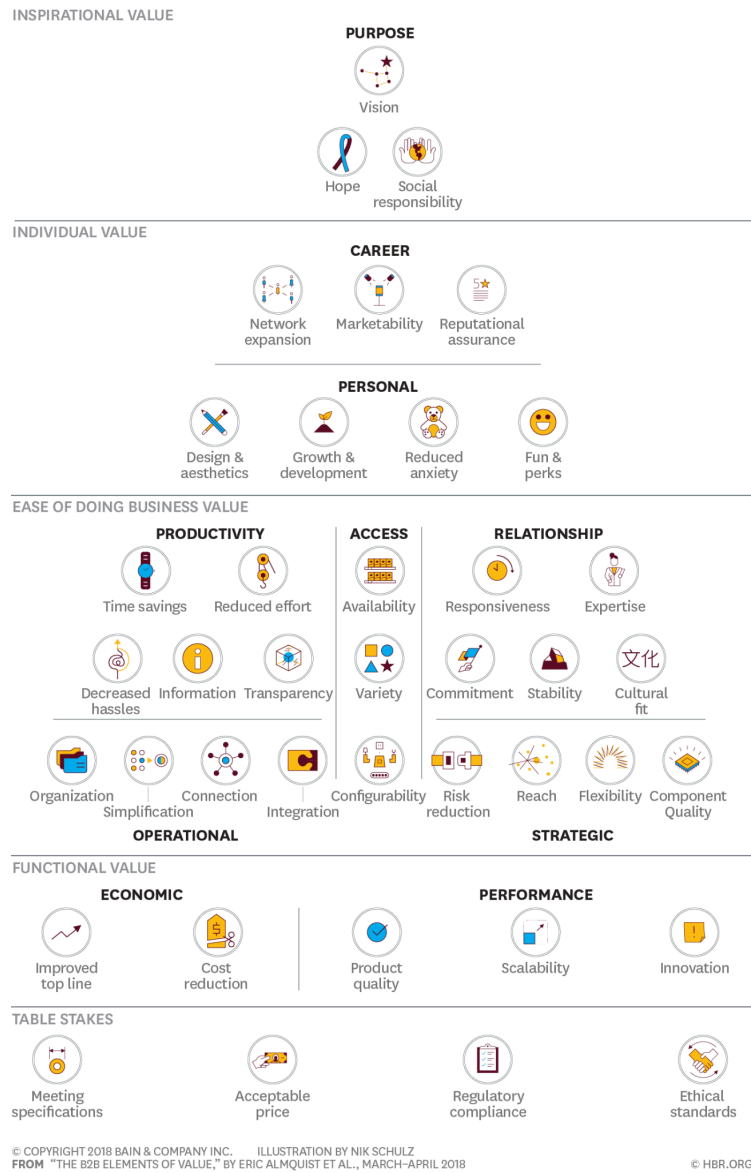 INSPIRATIONAL VALUE
PURPOSE
Vision
Hope
Social
responsibility
INDIVIDUAL VALUE
CAREER
Network
expansion
Marketability
Reputational
assurance
5
PERSONAL
Design &
aesthetics
Growth &
development
Reduced
anxiety
Fun &
perks
EASE OF DOING BUSINESS VALUE
PRODUCTIVITY
Time savings
Reduced effort
Decreased
hassles
Information
i
Transparency
ACCESS
Availability
Variety
Configurability
RELATIONSHIP
Responsiveness
Expertise
Commitment
Stability
文化
Cultural
fit
Organization
Simplification
Connection
Integration
OPERATIONAL
Risk
reduction
Reach
Flexibility
Component
Quality
STRATEGIC
FUNCTIONAL VALUE
ECONOMIC
Improved
top line
$
Cost
reduction
PERFORMANCE
Product
quality
Scalability
!
Innovation
TABLE STAKES
Meeting
specifications
Acceptable
price
Regulatory
compliance
Ethical
standards
© COPYRIGHT 2018 BAIN & COMPANY INC. ILLUSTRATION BY NIK SCHULZ
FROM “THE B2B ELEMENTS OF VALUE,” BY ERIC ALMQUIST ET AL., MARCH–APRIL 2018
© HBR.ORG